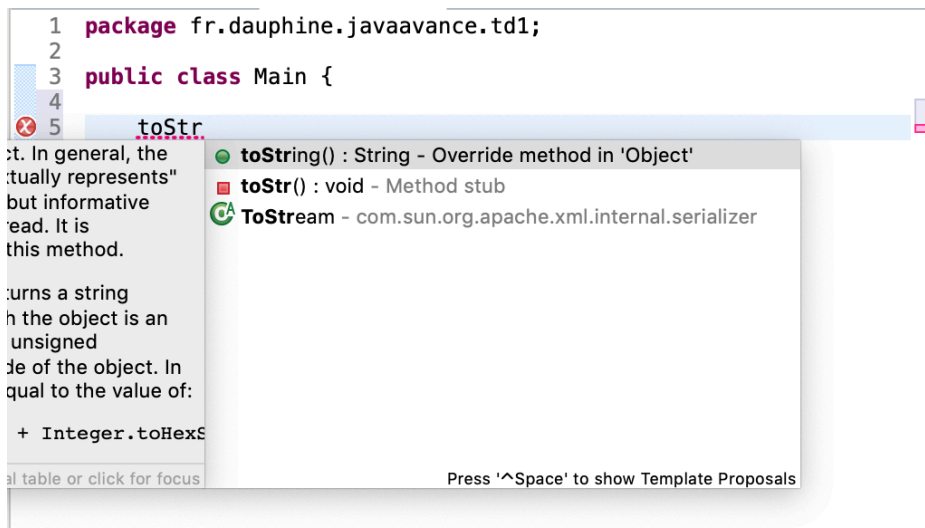 1 package fr.dauphine.javaavance.td1;
2
3 public class Main {
4
5 toStr
ct. In general, the
xtually represents"
but informative
read. It is
this method.
turns a string
h the object is an
unsigned
de of the object. In
qual to the value of:
+ Integer.toHexS
al table or click for focus
toString() : String - Override method in 'Object'
toStr() : void - Method stub
ToStream - com.sun.org.apache.xml.internal.serializer
Press '^Space' to show Template Proposals